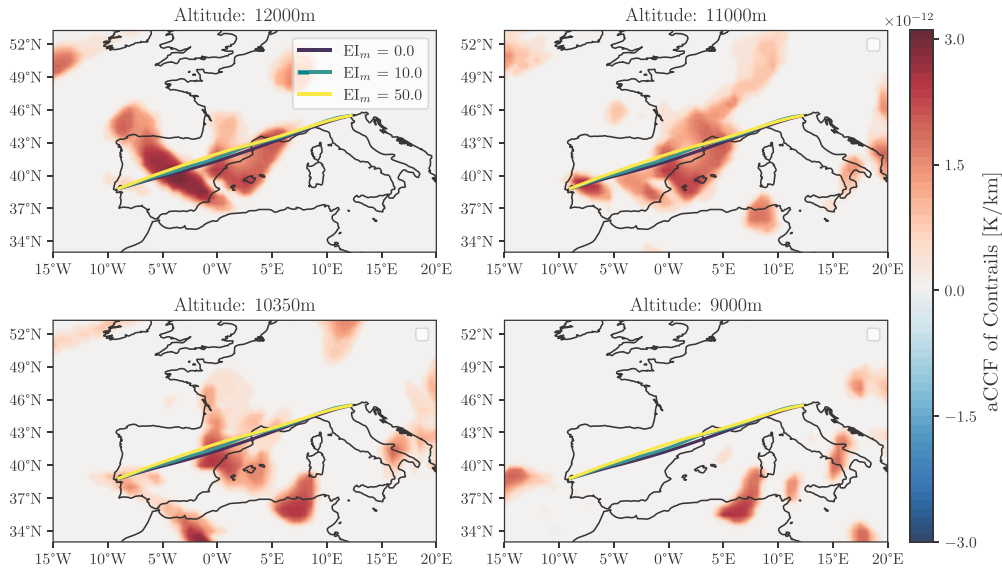 Altitude: 12000m
52°N
49°N
46°N
43°N
40°N
37°N
34°N
15°W 10°W 5°W 0°W 5°E 10°E 15°E 20°E
EIₘ = 0.0
EIₘ = 10.0
EIₘ = 50.0
Altitude: 11000m
52°N
49°N
46°N
43°N
40°N
37°N
34°N
15°W 10°W 5°W 0°W 5°E 10°E 15°E 20°E
Altitude: 10350m
52°N
49°N
46°N
43°N
40°N
37°N
34°N
15°W 10°W 5°W 0°W 5°E 10°E 15°E 20°E
Altitude: 9000m
52°N
49°N
46°N
43°N
40°N
37°N
34°N
15°W 10°W 5°W 0°W 5°E 10°E 15°E 20°E
×10⁻¹²
3.0
1.5
0.0
−1.5
−3.0
aCCF of Contrails [K/km]